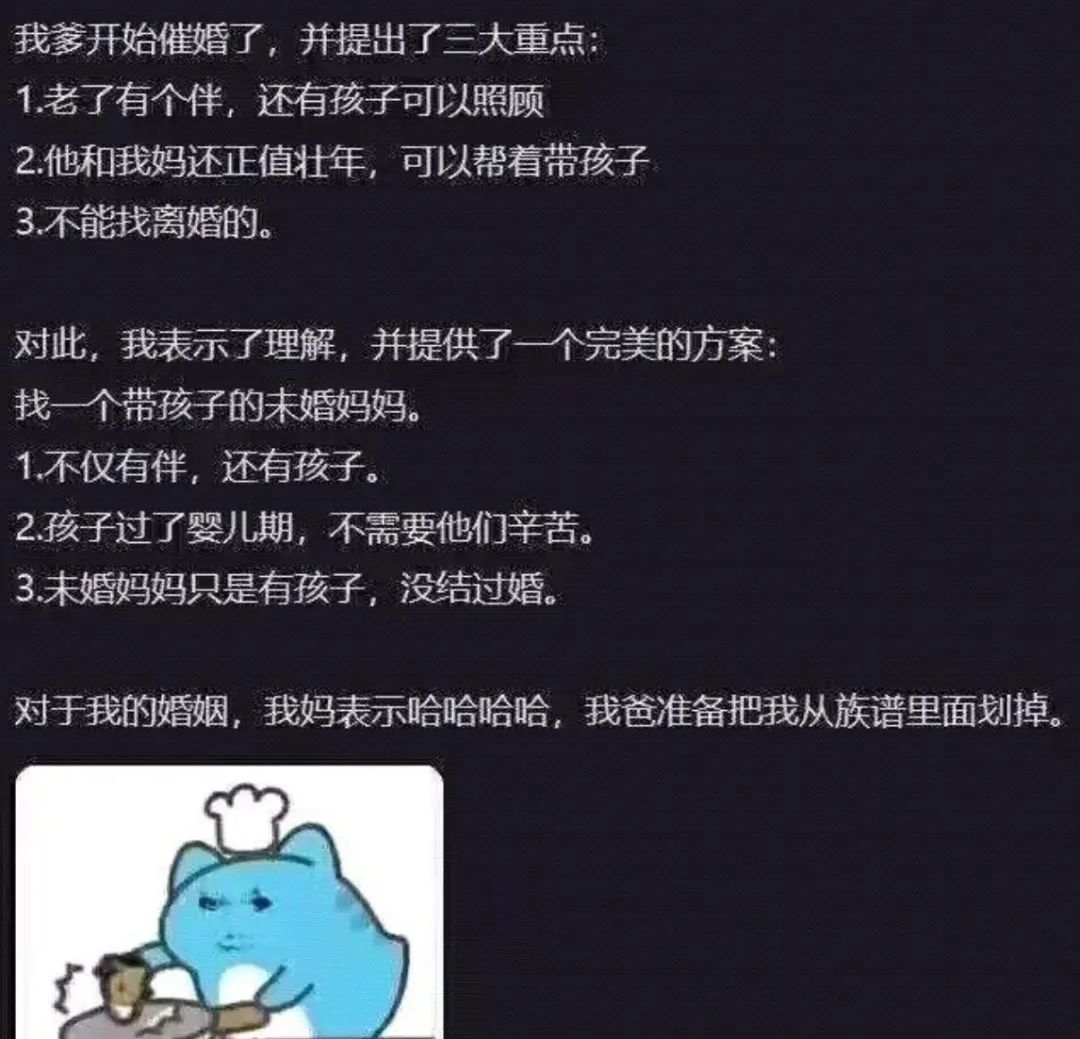 我爹开始催婚了，并提出了三大重点：
1.老了有个伴，还有孩子可以照顾
2.他和我妈还正值壮年，可以帮着带孩子
3.不能找离婚的。
对此，我表示了理解，并提供了一个完美的方案：
找一个带孩子的未婚妈妈。
1.不仅有伴，还有孩子。
2.孩子过了婴儿期，不需要他们辛苦。
3.未婚妈妈只是有孩子，没结过婚。
对于我的婚姻，我妈表示哈哈哈哈，我爸准备把我从族谱里面划掉。